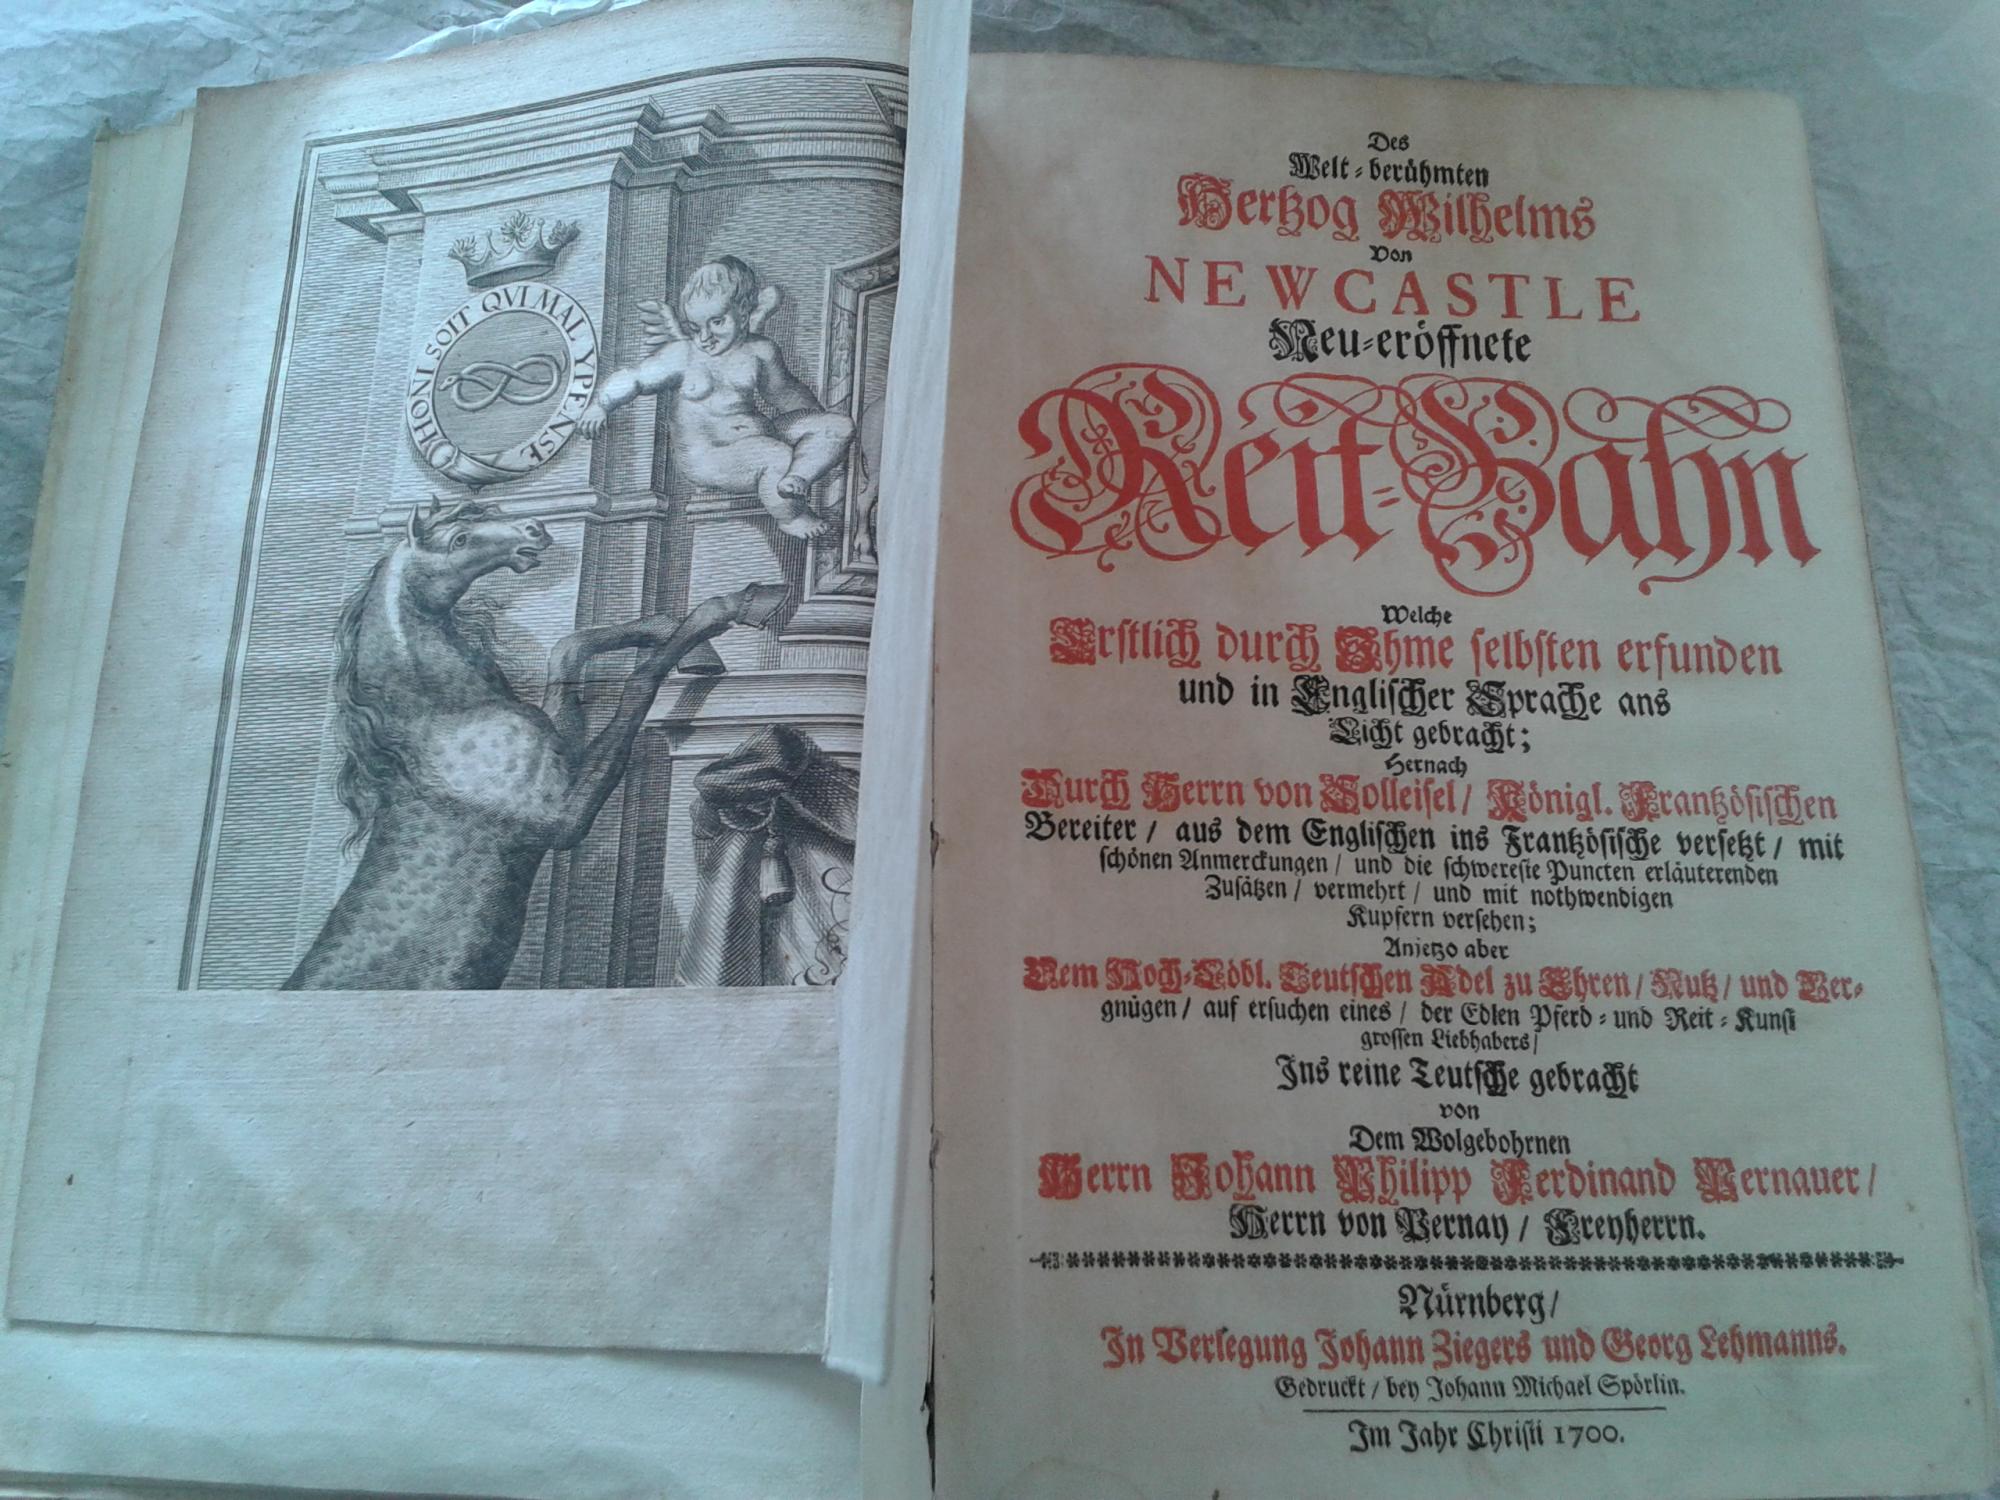 HONI SOIT QVI MAL Y PENSE
Des
Welt-berühmten
Hertzog Wilhelms
Von
NEWCASTLE
Neu-eröffnete
Reit-Bahn
Welche
Erstlich durch Ihme selbsten erfunden
und in Englischer Sprache ans
Licht gebracht;
Hernach
Durch Herrn von Solleisel / Königl. Frantzösischen
Bereiter / aus dem Englischen ins Frantzösische versetzt / mit
schönen Anmerckungen / und die schwereste Puncten erläuterenden
Zusätzen / vermehrt / und mit nothwendigen
Kupfern versehen;
Anjetzo aber
Dem Hoch-Löbl. Teutschen Adel zu Ehren / Nutz / und Ver-
gnügen / auf ersuchen eines / der Edlen Pferd-und Reit-Kunst
grossen Liebhabers /
Ins reine Teutsche gebracht
von
Dem Wolgebohrnen
Herrn Johann Philipp Ferdinand Pernauer /
Herrn von Pernay / Freyherrn.
Nürnberg /
In Verlegung Johann Ziegers und Georg Lehmanns.
Gedruckt / bey Johann Michael Spörlin.
Im Jahr Christi 1700.